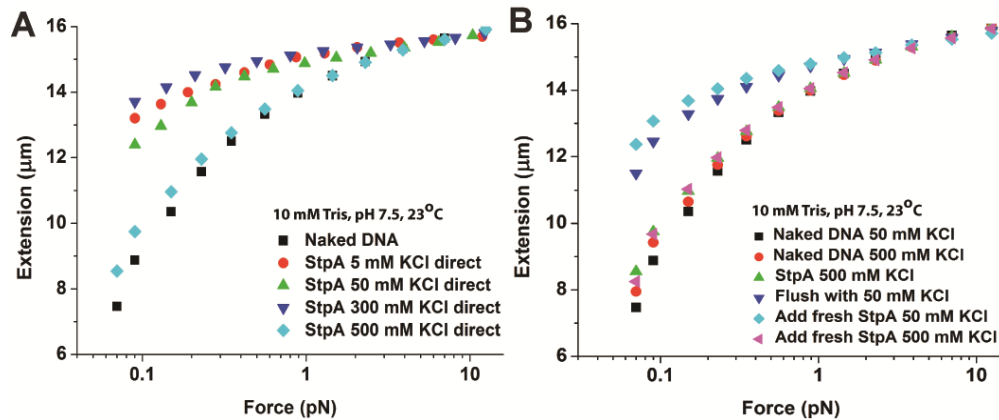 A
16
14
12
10
8
6
Extension (μm)
10 mM Tris, pH 7.5, 23°C
Naked DNA
StpA 5 mM KCl direct
StpA 50 mM KCl direct
StpA 300 mM KCl direct
StpA 500 mM KCl direct
0.1
1
10
Force (pN)
B
16
14
12
10
8
6
Extension (μm)
10 mM Tris, pH 7.5, 23°C
Naked DNA 50 mM KCl
Naked DNA 500 mM KCl
StpA 500 mM KCl
Flush with 50 mM KCl
Add fresh StpA 50 mM KCl
Add fresh StpA 500 mM KCl
0.1
1
10
Force (pN)